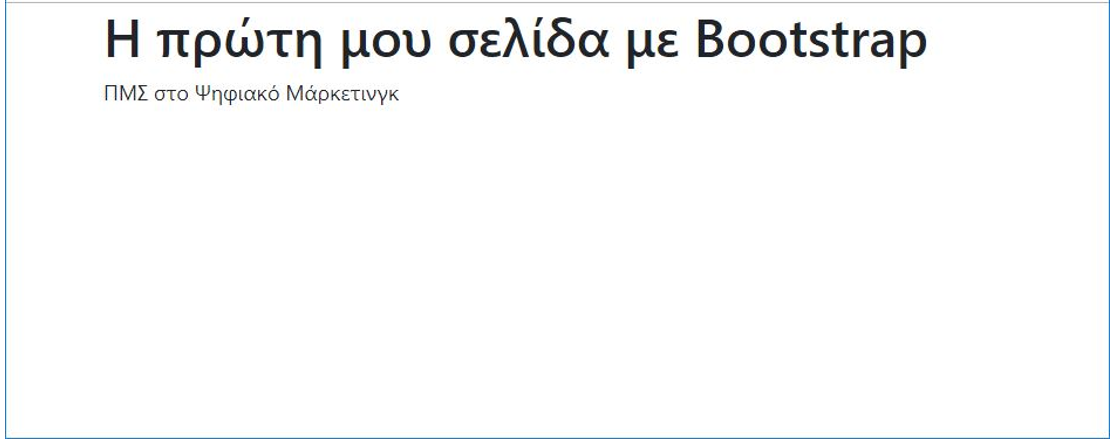 Η πρώτη μου σελίδα με Bootstrap
ΠΜΣ στο Ψηφιακό Μάρκετινγκ